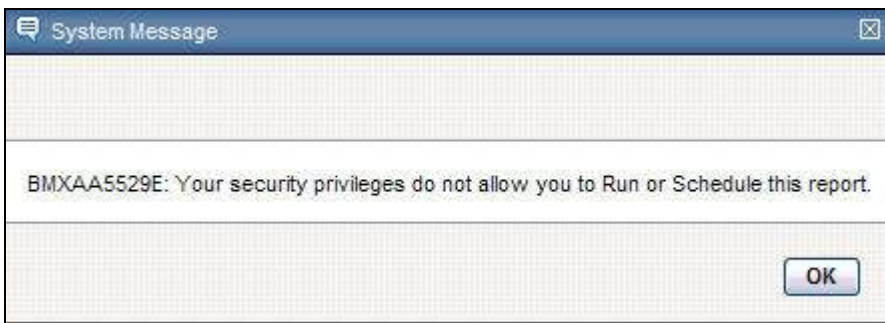 System Message
BMXAA5529E: Your security privileges do not allow you to Run or Schedule this report.
OK